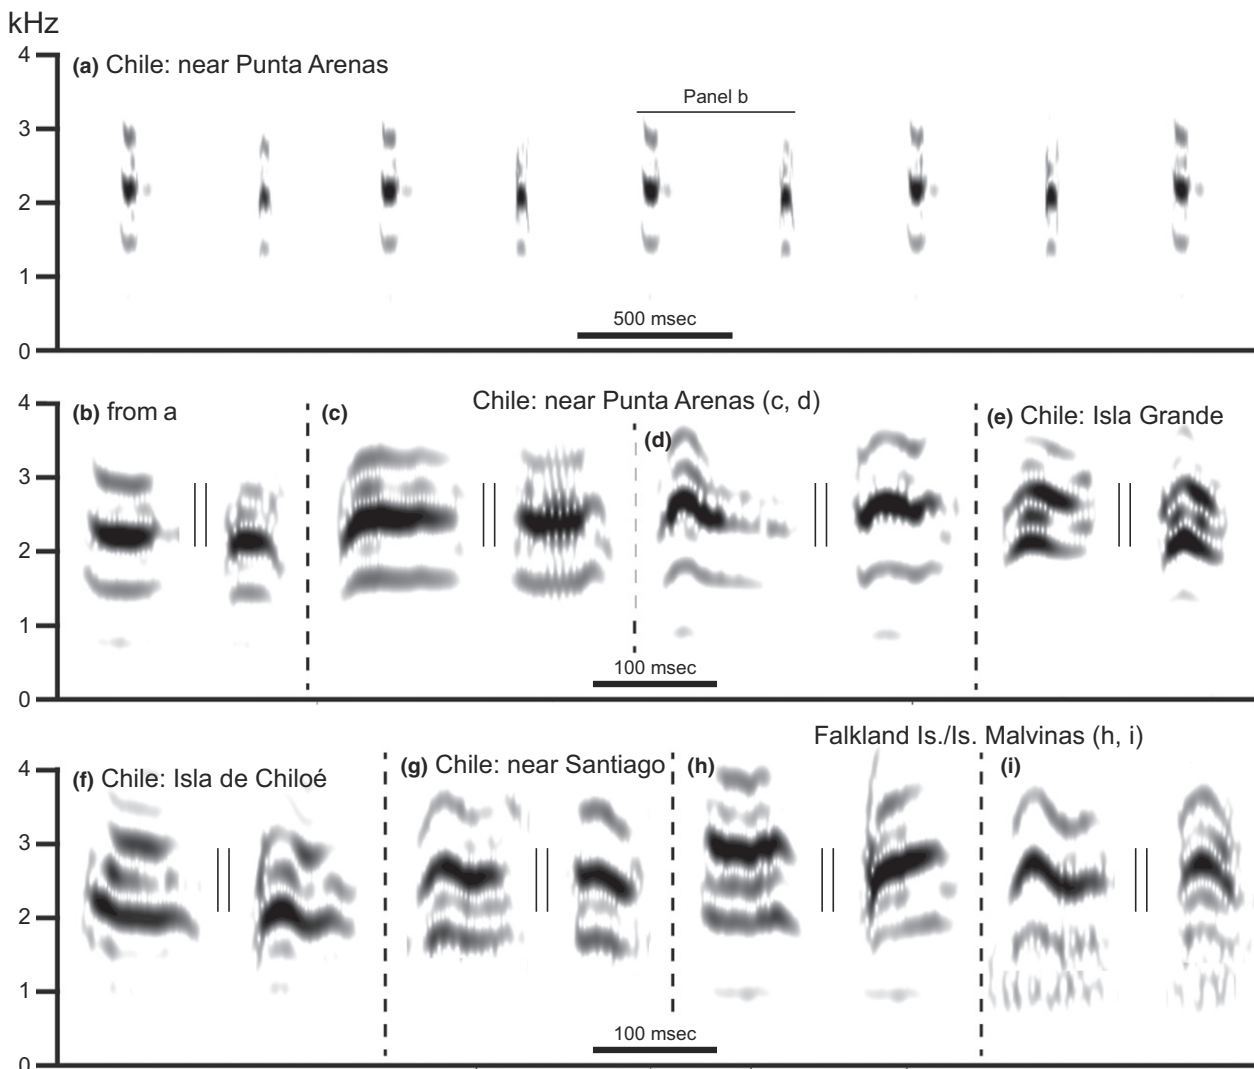 kHz
4
(a) Chile: near Punta Arenas
Panel b
3
2
1
500 msec
0
4
(b) from a
(c)
Chile: near Punta Arenas (c, d)
(d)
(e) Chile: Isla Grande
3
2
1
100 msec
0
Falkland Is./Is. Malvinas (h, i)
4
(f) Chile: Isla de Chiloé
(g) Chile: near Santiago
(h)
(i)
3
2
1
100 msec
0